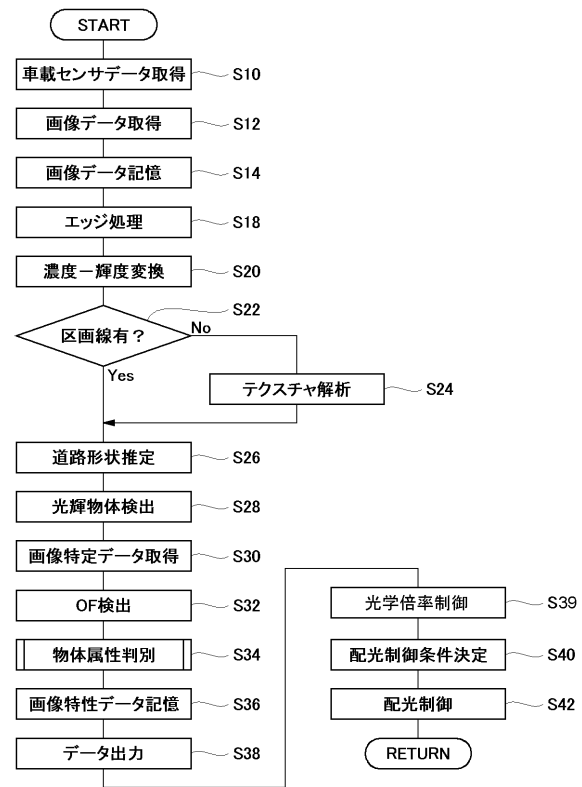 START
車載センサデータ取得 S10
画像データ取得 S12
画像データ記憶 S14
エッジ処理 S18
濃度－輝度変換 S20
区画線有？ S22
No
Yes
テクスチャ解析 S24
道路形状推定 S26
光輝物体検出 S28
画像特定データ取得 S30
OF検出 S32
物体属性判別 S34
画像特性データ記憶 S36
データ出力 S38
光学倍率制御 S39
配光制御条件決定 S40
配光制御 S42
RETURN